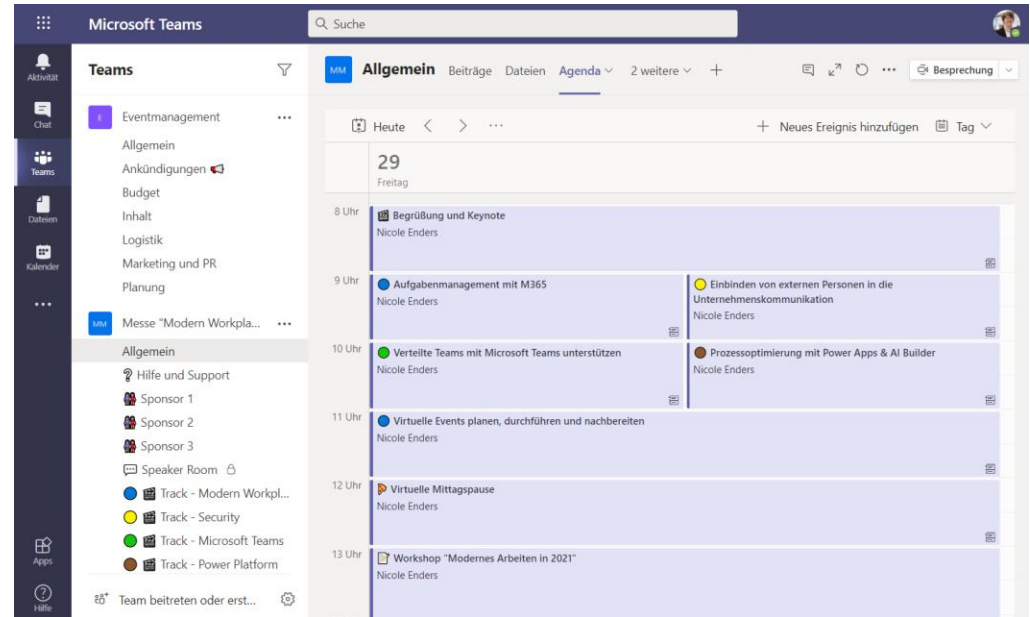 Microsoft Teams
Suche
Aktivität
Chat
Teams
Dateien
Kalender
Apps
Hilfe
Teams
E
Eventmanagement
Allgemein
Ankündigungen
Budget
Inhalt
Logistik
Marketing und PR
Planung
MM
Messe "Modern Workpla...
Allgemein
Hilfe und Support
Sponsor 1
Sponsor 2
Sponsor 3
Speaker Room
Track - Modern Workpl...
Track - Security
Track - Microsoft Teams
Track - Power Platform
Team beitreten oder erst...
MM Allgemein Beiträge Dateien Agenda 2 weitere
Besprechung
Heute
Neues Ereignis hinzufügen Tag
29
Freitag
8 Uhr
Begrüßung und Keynote
Nicole Enders
9 Uhr
Aufgabenmanagement mit M365
Nicole Enders
Einbinden von externen Personen in die
Unternehmenskommunikation
Nicole Enders
10 Uhr
Verteilte Teams mit Microsoft Teams unterstützen
Nicole Enders
Prozessoptimierung mit Power Apps & AI Builder
Nicole Enders
11 Uhr
Virtuelle Events planen, durchführen und nachbereiten
Nicole Enders
12 Uhr
Virtuelle Mittagspause
Nicole Enders
13 Uhr
Workshop "Modernes Arbeiten in 2021"
Nicole Enders